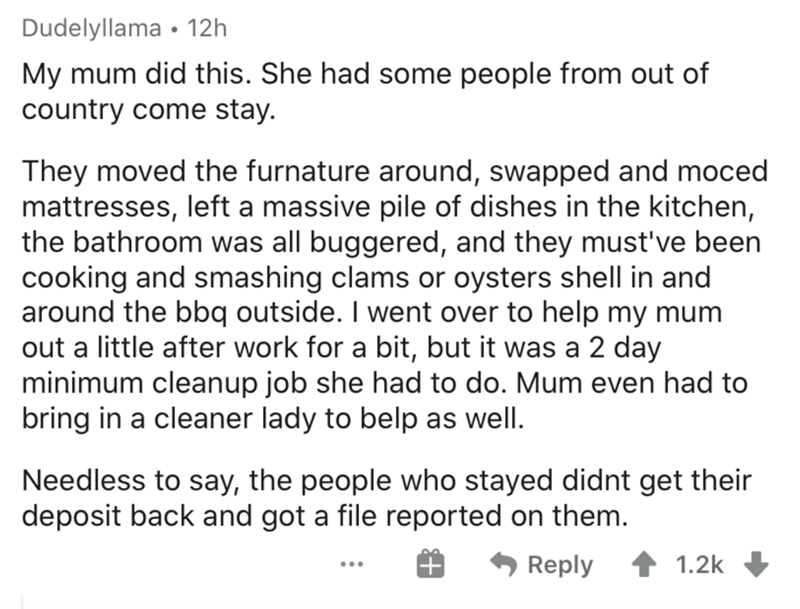 Dudelyllama • 12h
My mum did this. She had some people from out of
country come stay.
They moved the furnature around, swapped and moced
mattresses, left a massive pile of dishes in the kitchen,
the bathroom was all buggered, and they must've been
cooking and smashing clams or oysters shell in and
around the bbq outside. I went over to help my mum
out a little after work for a bit, but it was a 2 day
minimum cleanup job she had to do. Mum even had to
bring in a cleaner lady to belp as well.
Needless to say, the people who stayed didnt get their
deposit back and got a file reported on them.
... Reply 1.2k